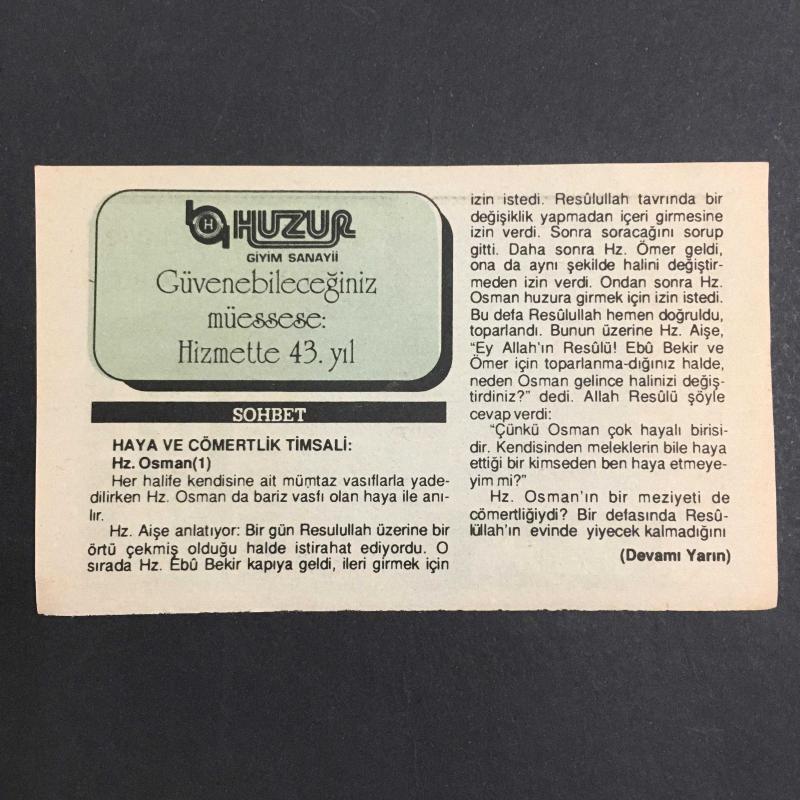 HUZUR
GİYİM SANAYİİ
Güvenebileceğiniz
müessese:
Hizmette 43. yıl
SOHBET
HAYA VE CÖMERTLİK TİMSALİ:
Hz. Osman(1)
Her halife kendisine ait mümtaz vasıflarla yade-
dilirken Hz. Osman da bariz vasfı olan haya ile anı-
lır.
Hz. Aişe anlatıyor: Bir gün Resulullah üzerine bir
örtü çekmiş olduğu halde istirahat ediyordu. O
sırada Hz. Ebû Bekir kapıya geldi, ileri girmek için
izin istedi. Resûlullah tavrında bir
değişiklik yapmadan içeri girmesine
izin verdi. Sonra soracağını sorup
gitti. Daha sonra Hz. Ömer geldi,
ona da aynı şekilde halini değiştir-
meden izin verdi. Ondan sonra Hz.
Osman huzura girmek için izin istedi.
Bu defa Resûlullah hemen doğruldu,
toparlandı. Bunun üzerine Hz. Aişe,
"Ey Allah'ın Resûlü! Ebû Bekir ve
Ömer için toparlanma-dığınız halde,
neden Osman gelince halinizi değiş-
tirdiniz?" dedi. Allah Resûlü şöyle
cevap verdi:
"Çünkü Osman çok hayalı birisi-
dir. Kendisinden meleklerin bile haya
ettiği bir kimseden ben haya etmeye-
yim mi?"
Hz. Osman'ın bir meziyeti de
cömertliğiydi? Bir defasında Resû-
lüllah'ın evinde yiyecek kalmadığını
(Devamı Yarın)